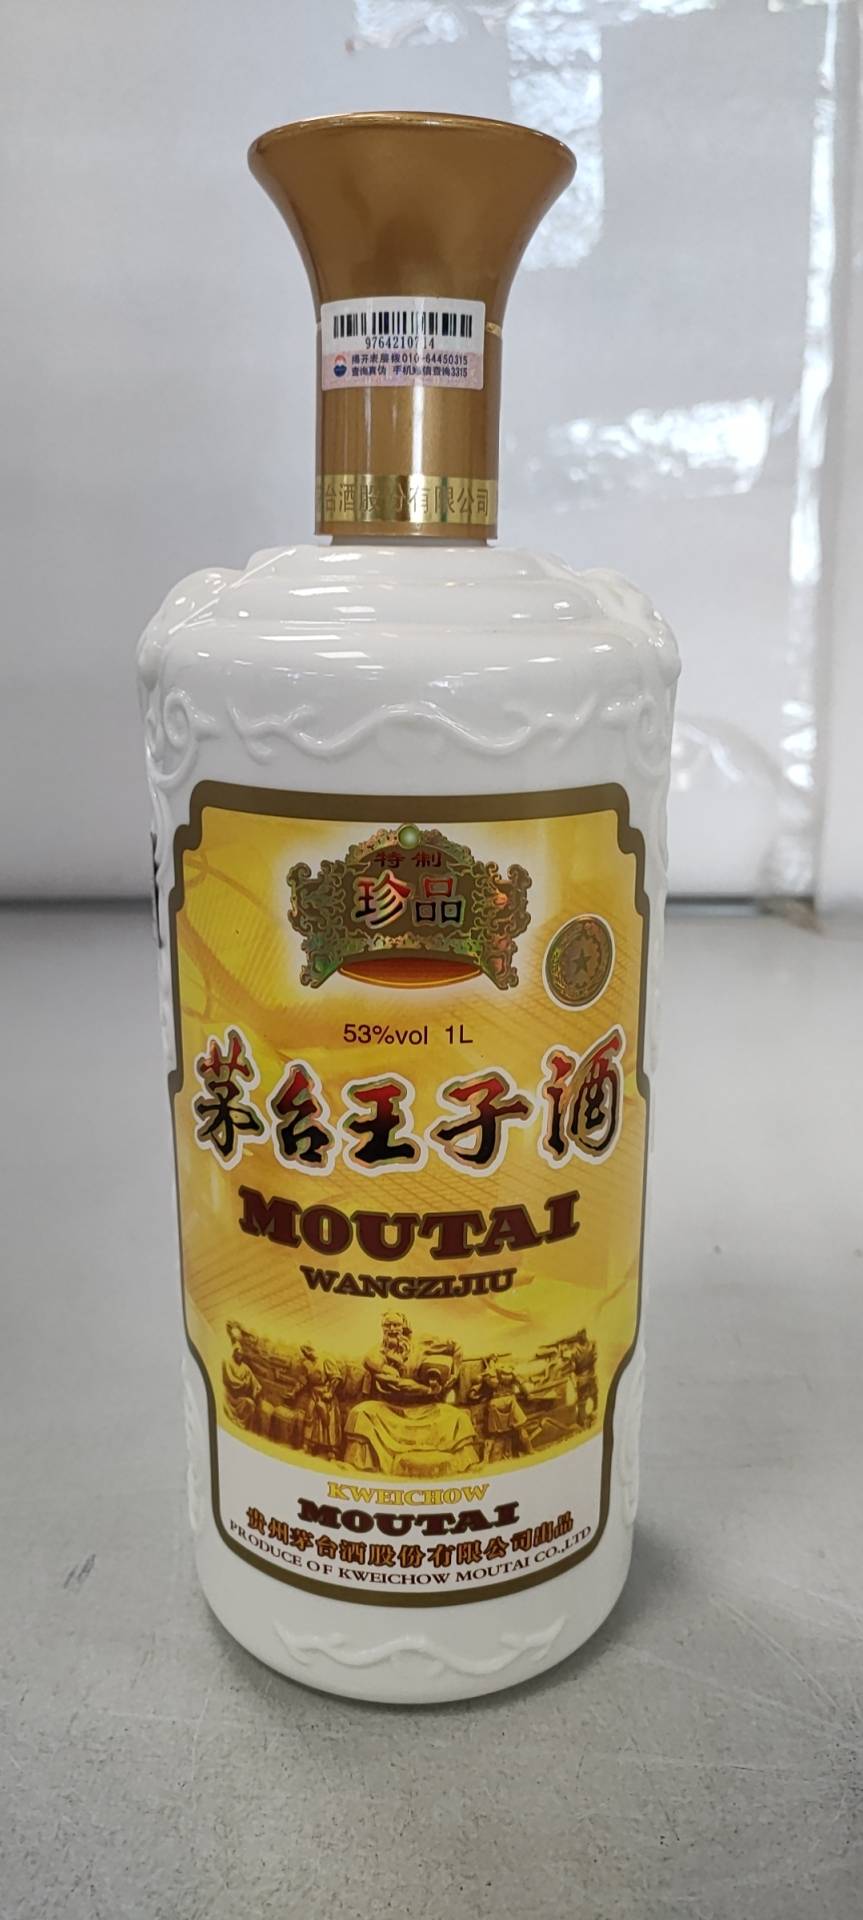 9764210714
揭开表层拨010-64450315
查询真伪 手机短信查询3315
台酒股份有限公司
特制
珍品
53%vol 1L
茅台王子酒
MOUTAI
WANGZIJIU
KWEICHOW
MOUTAI
贵州茅台酒股份有限公司出品
PRODUCE OF KWEICHOW MOUTAI CO.,LTD